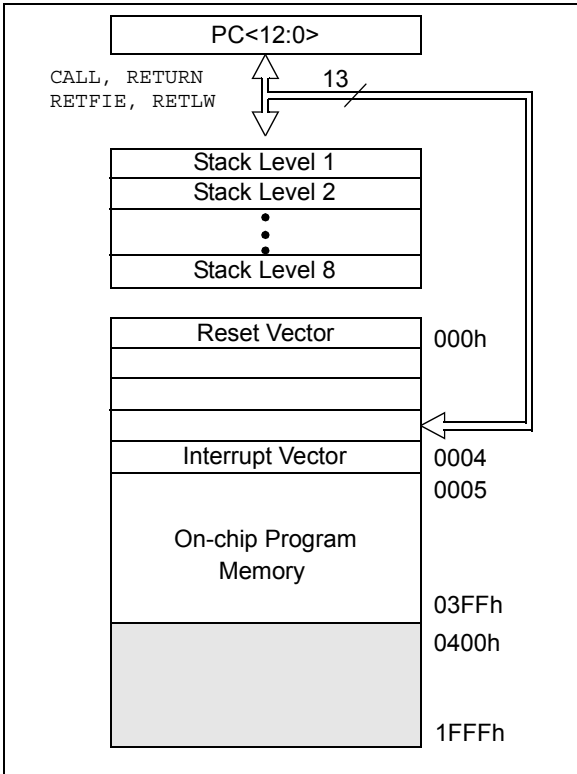 PC<12:0>
CALL, RETURN
RETFIE, RETLW
13
Stack Level 1
Stack Level 2
Stack Level 8
Reset Vector
000h
Interrupt Vector
0004
0005
On-chip Program
Memory
03FFh
0400h
1FFFh